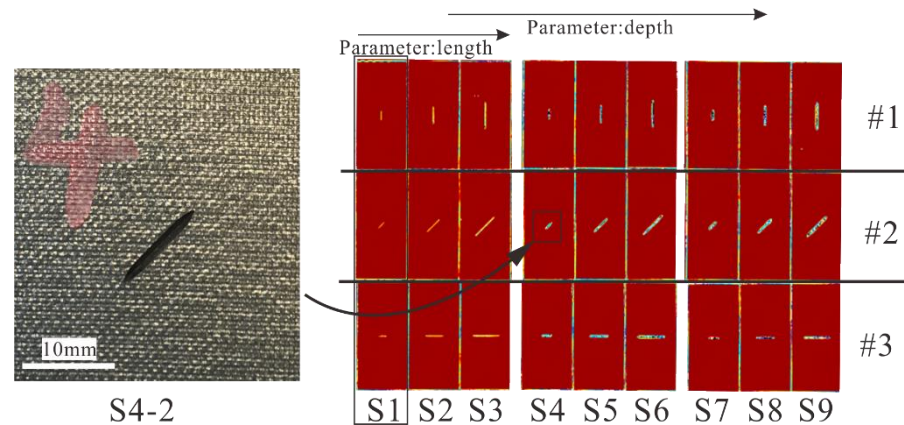 Parameter:length
Parameter:depth
4
#1
#2
#3
10mm
S4-2
S1 S2 S3 S4 S5 S6 S7 S8 S9